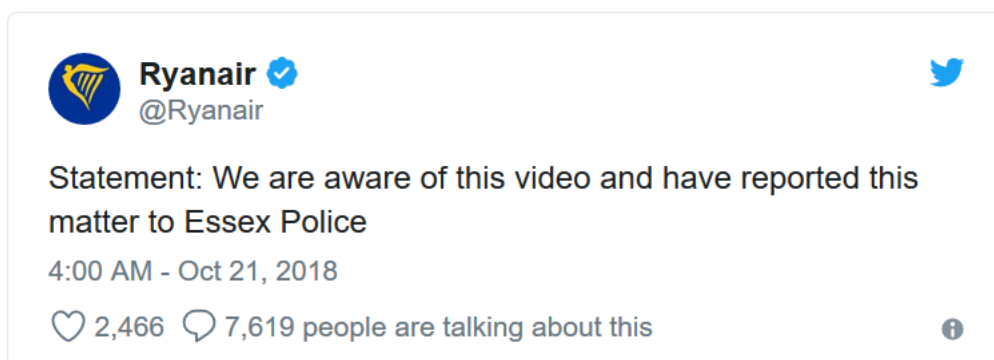 Ryanair
@Ryanair
Statement: We are aware of this video and have reported this
matter to Essex Police
4:00 AM - Oct 21, 2018
2,466 7,619 people are talking about this